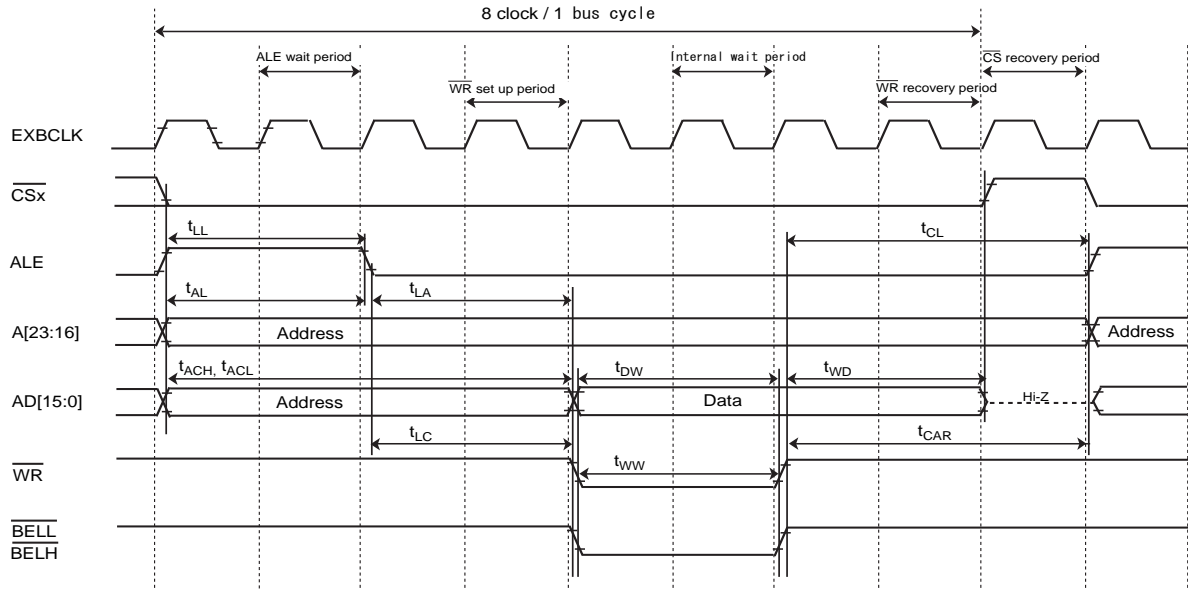 8 clock / 1 bus cycle
ALE wait period
Internal wait period
CS recovery period
WR set up period
WR recovery period
EXBCLK
CSx
tLL
tCL
ALE
tAL
tLA
A[23:16]
Address
Address
tACH, tACL
tDW
tWD
AD[15:0]
Address
Data
Hi-Z
tLC
tCAR
WR
tWW
BELL
BELH